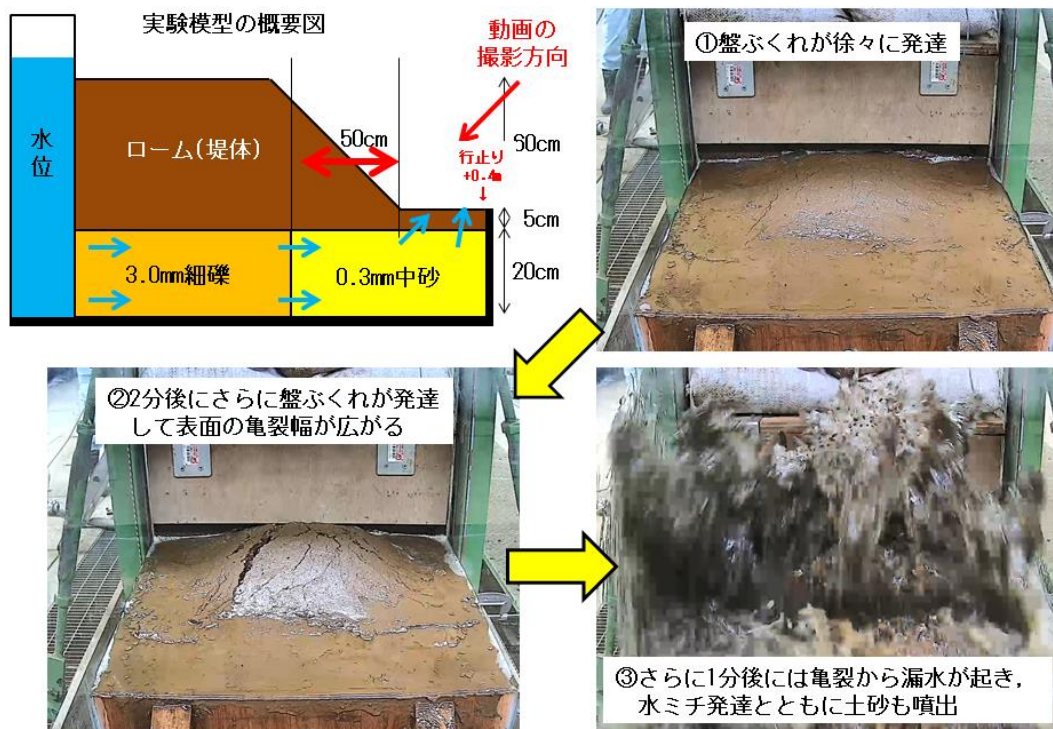 実験模型の概要図
動画の
撮影方向
水位
ローム(堤体)
50cm
60cm
行止り
+0.4m
5cm
20cm
3.0mm細礫
0.3mm中砂
①盤ぶくれが徐々に発達
②2分後にさらに盤ぶくれが発達
して表面の亀裂幅が広がる
③さらに1分後には亀裂から漏水が起き,
水ミチ発達とともに土砂も噴出